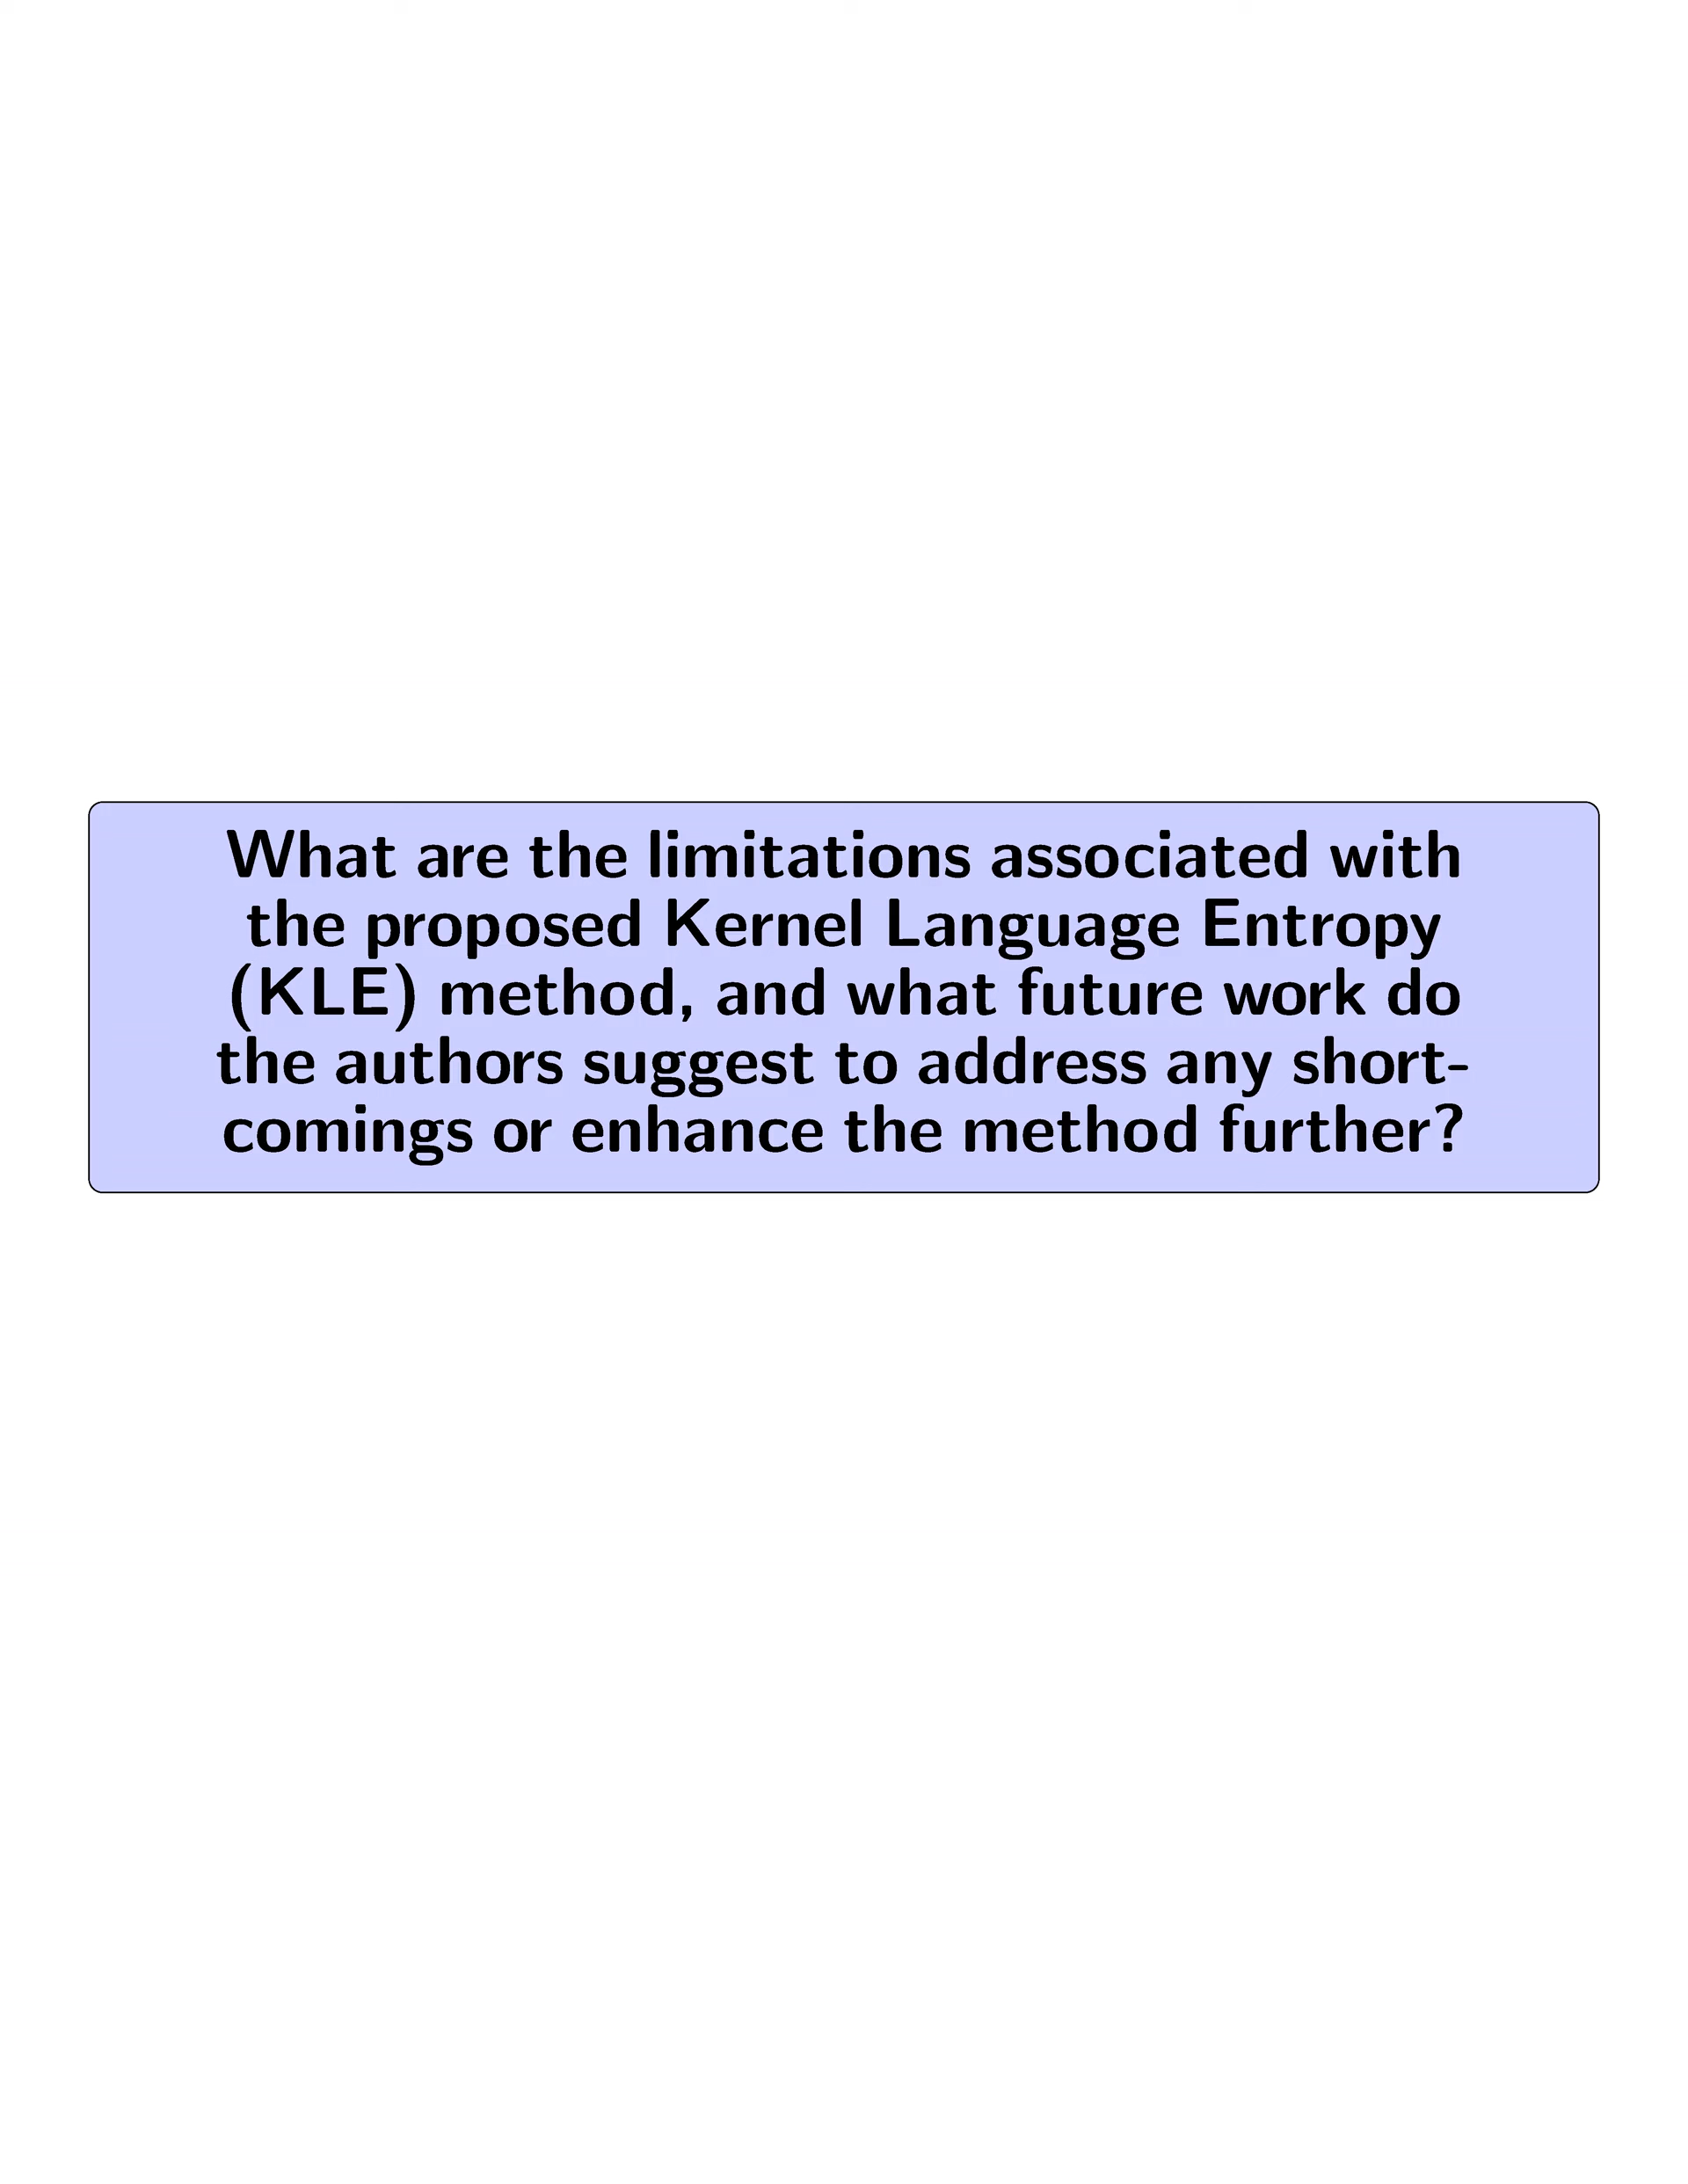 What are the limitations associated with
the proposed Kernel Language Entropy
(KLE) method, and what future work do
the authors suggest to address any short-
comings or enhance the method further?